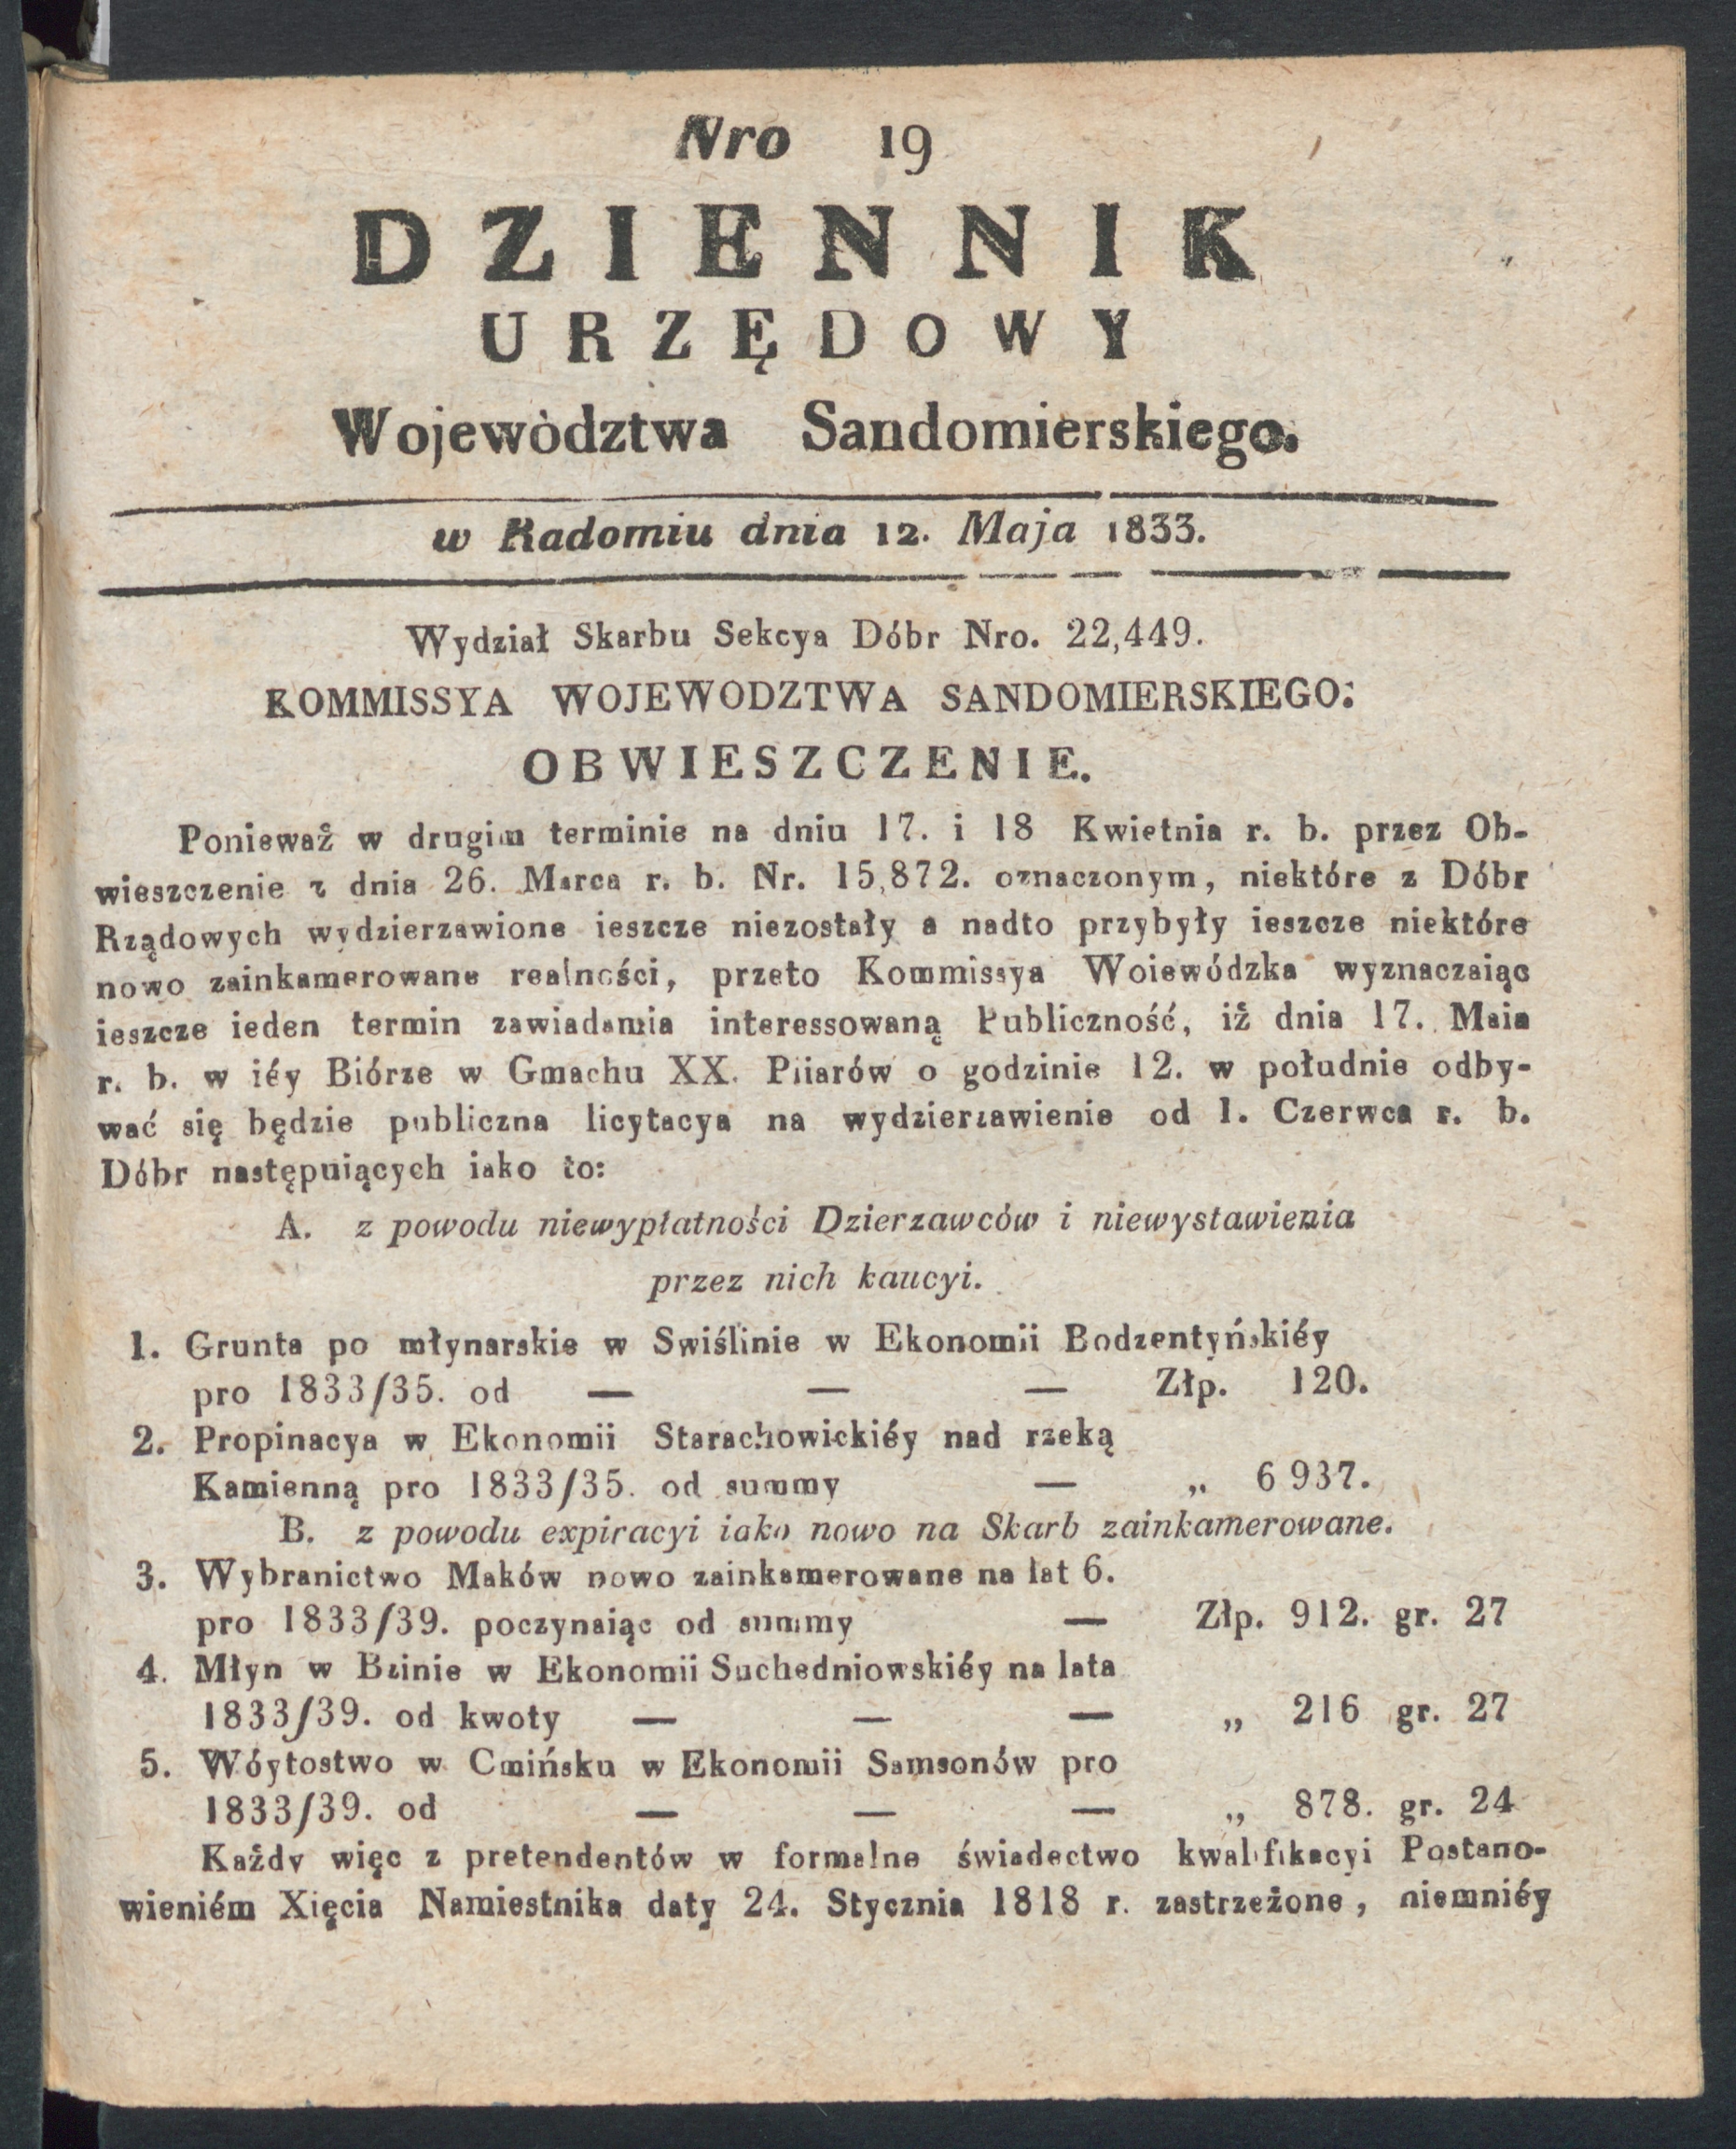 Nro 19
DZIENNIK
URZĘDOWY
Wojewòdztwa Sandomierskiego.
w Radomiu dnia 12. Maja 1833.
Wydział Skarbu Sekcya Dóbr Nro. 22,449.
KOMMISSYA WOJEWODZTWA SANDOMIERSKIEGO:
OBWIESZCZENIE.
Ponieważ w drugim terminie na dniu 17. i 18 Kwietnia r. b. przez Ob-
wieszczenie z dnia 26. Marca r. b. Nr. 15,872. oznaczonym, niektóre z Dóbr
Rządowych wydzierzawione ieszcze niezostały a nadto przybyły ieszcze niektóre
nowo zainkamerowane realności, przeto Kommissya Woiewódzka wyznaczaiąc
ieszcze ieden termin zawiadamia interessowaną Publiczność, iż dnia 17. Maia
r. b. w iéy Biórze w Gmachu XX. Piiarów o godzinie 12. w południe odby-
wać się będzie publiczna licytacya na wydzierzawienie od 1. Czerwca r. b.
Dóbr następuiących iako to:
A. z powodu niewypłatności Dzierzawców i niewystawienia
przez nich kaucyi.
1. Grunta po młynarskie w Swiślinie w Ekonomii Bodzentyńskiéy
pro 1833/35. od — — — Złp. 120.
2. Propinacya w Ekonomii Starachowickiéy nad rzeką
Kamienną pro 1833/35. od summy — „ 6 937.
B. z powodu expiracyi iako nowo na Skarb zainkamerowane.
3. Wybranictwo Maków nowo zainkamerowane na lat 6.
pro 1833/39. poczynaiąc od summy — Złp. 912. gr. 27
4. Młyn w Bzinie w Ekonomii Suchedniowskiéy na lata
1833/39. od kwoty — — — „ 216 gr. 27
5. Wóytostwo w Cmińsku w Ekonomii Samsonów pro
1833/39. od — — — „ 878. gr. 24
Każdy więc z pretendentów w formalne świadectwo kwalifikacyi Postano-
wieniém Xięcia Namiestnika daty 24. Stycznia 1818 r. zastrzeżone, niemniéy